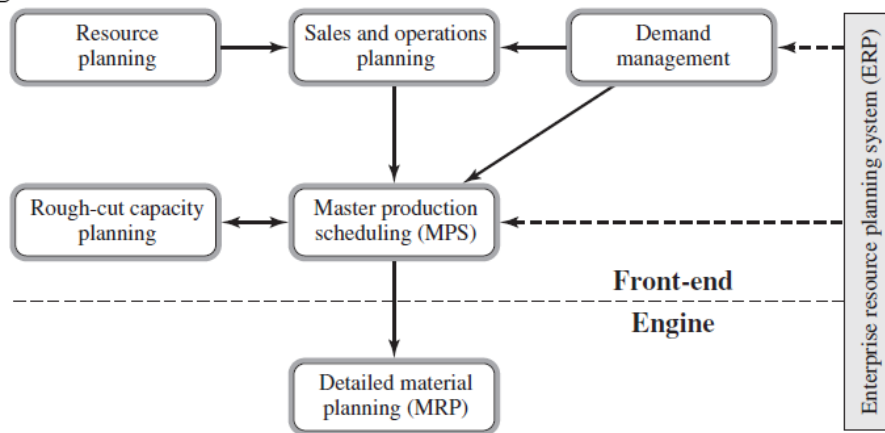 Resource
planning
Sales and operations
planning
Demand
management
Rough-cut capacity
planning
Master production
scheduling (MPS)
Front-end
Engine
Detailed material
planning (MRP)
Enterprise resource planning system (ERP)